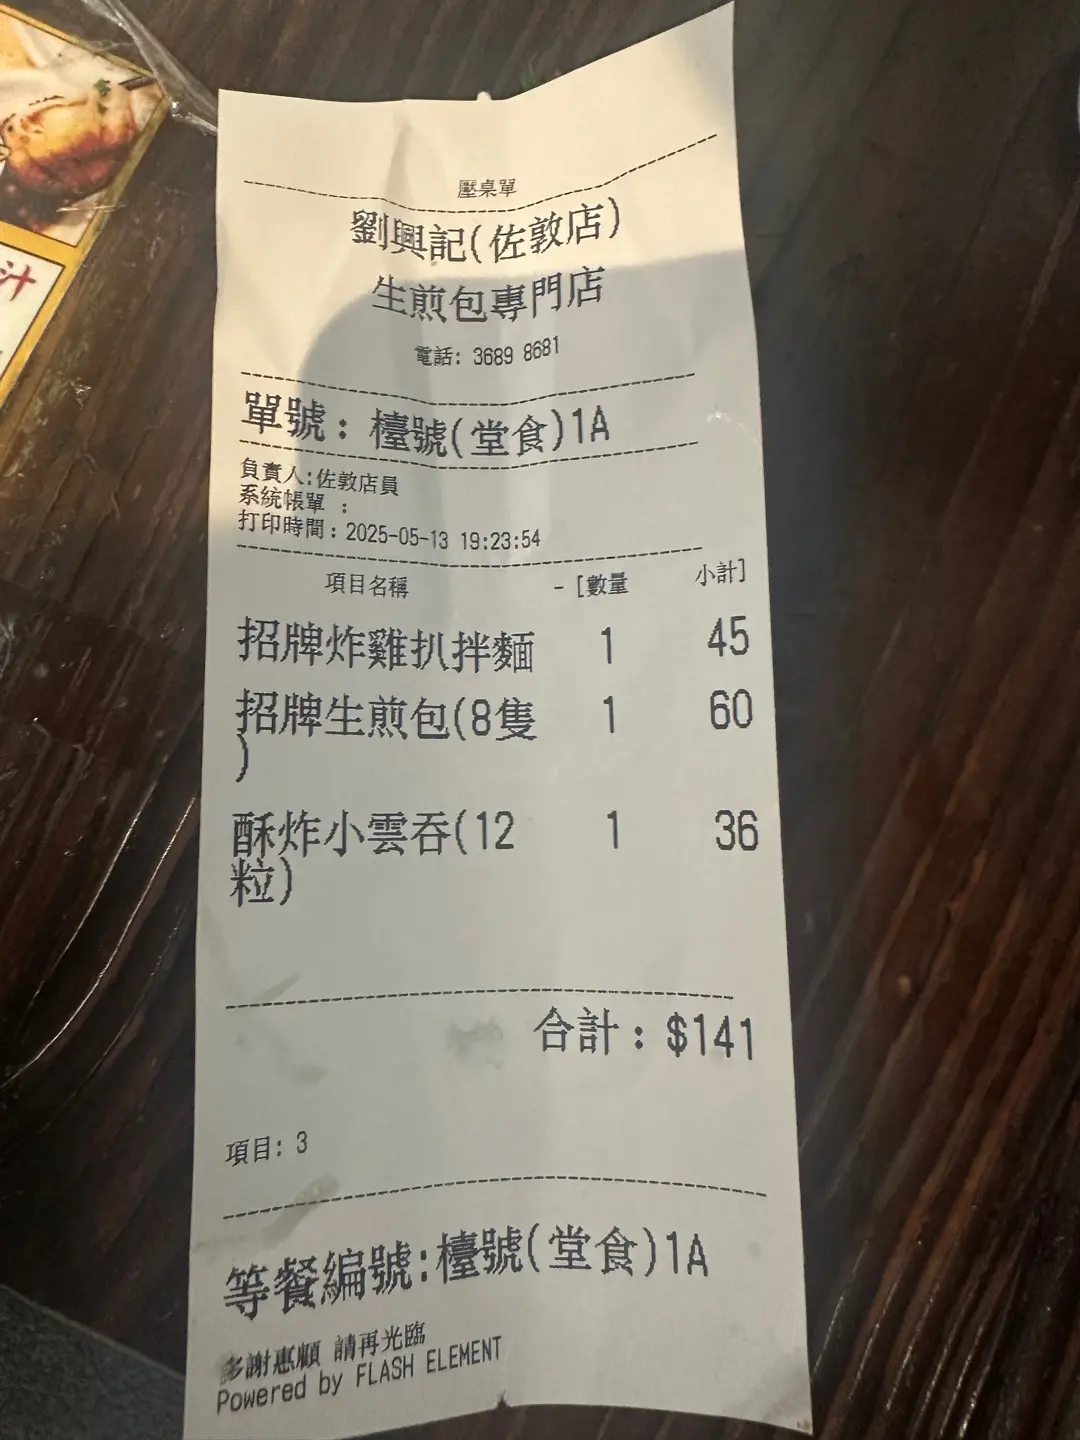 汁
壓桌單
劉興記(佐敦店)
生煎包專門店
電話: 3689 8681
單號：檯號(堂食)1A
負責人:佐敦店員
系統帳單 :
打印時間：2025-05-13 19:23:54
項目名稱 - [數量 小計]
招牌炸雞扒拌麵 1 45
招牌生煎包(8隻 1 60
)
酥炸小雲吞(12 1 36
粒)
合計：$141
項目: 3
等餐編號:檯號(堂食)1A
多謝惠顧 請再光臨
Powered by FLASH ELEMENT